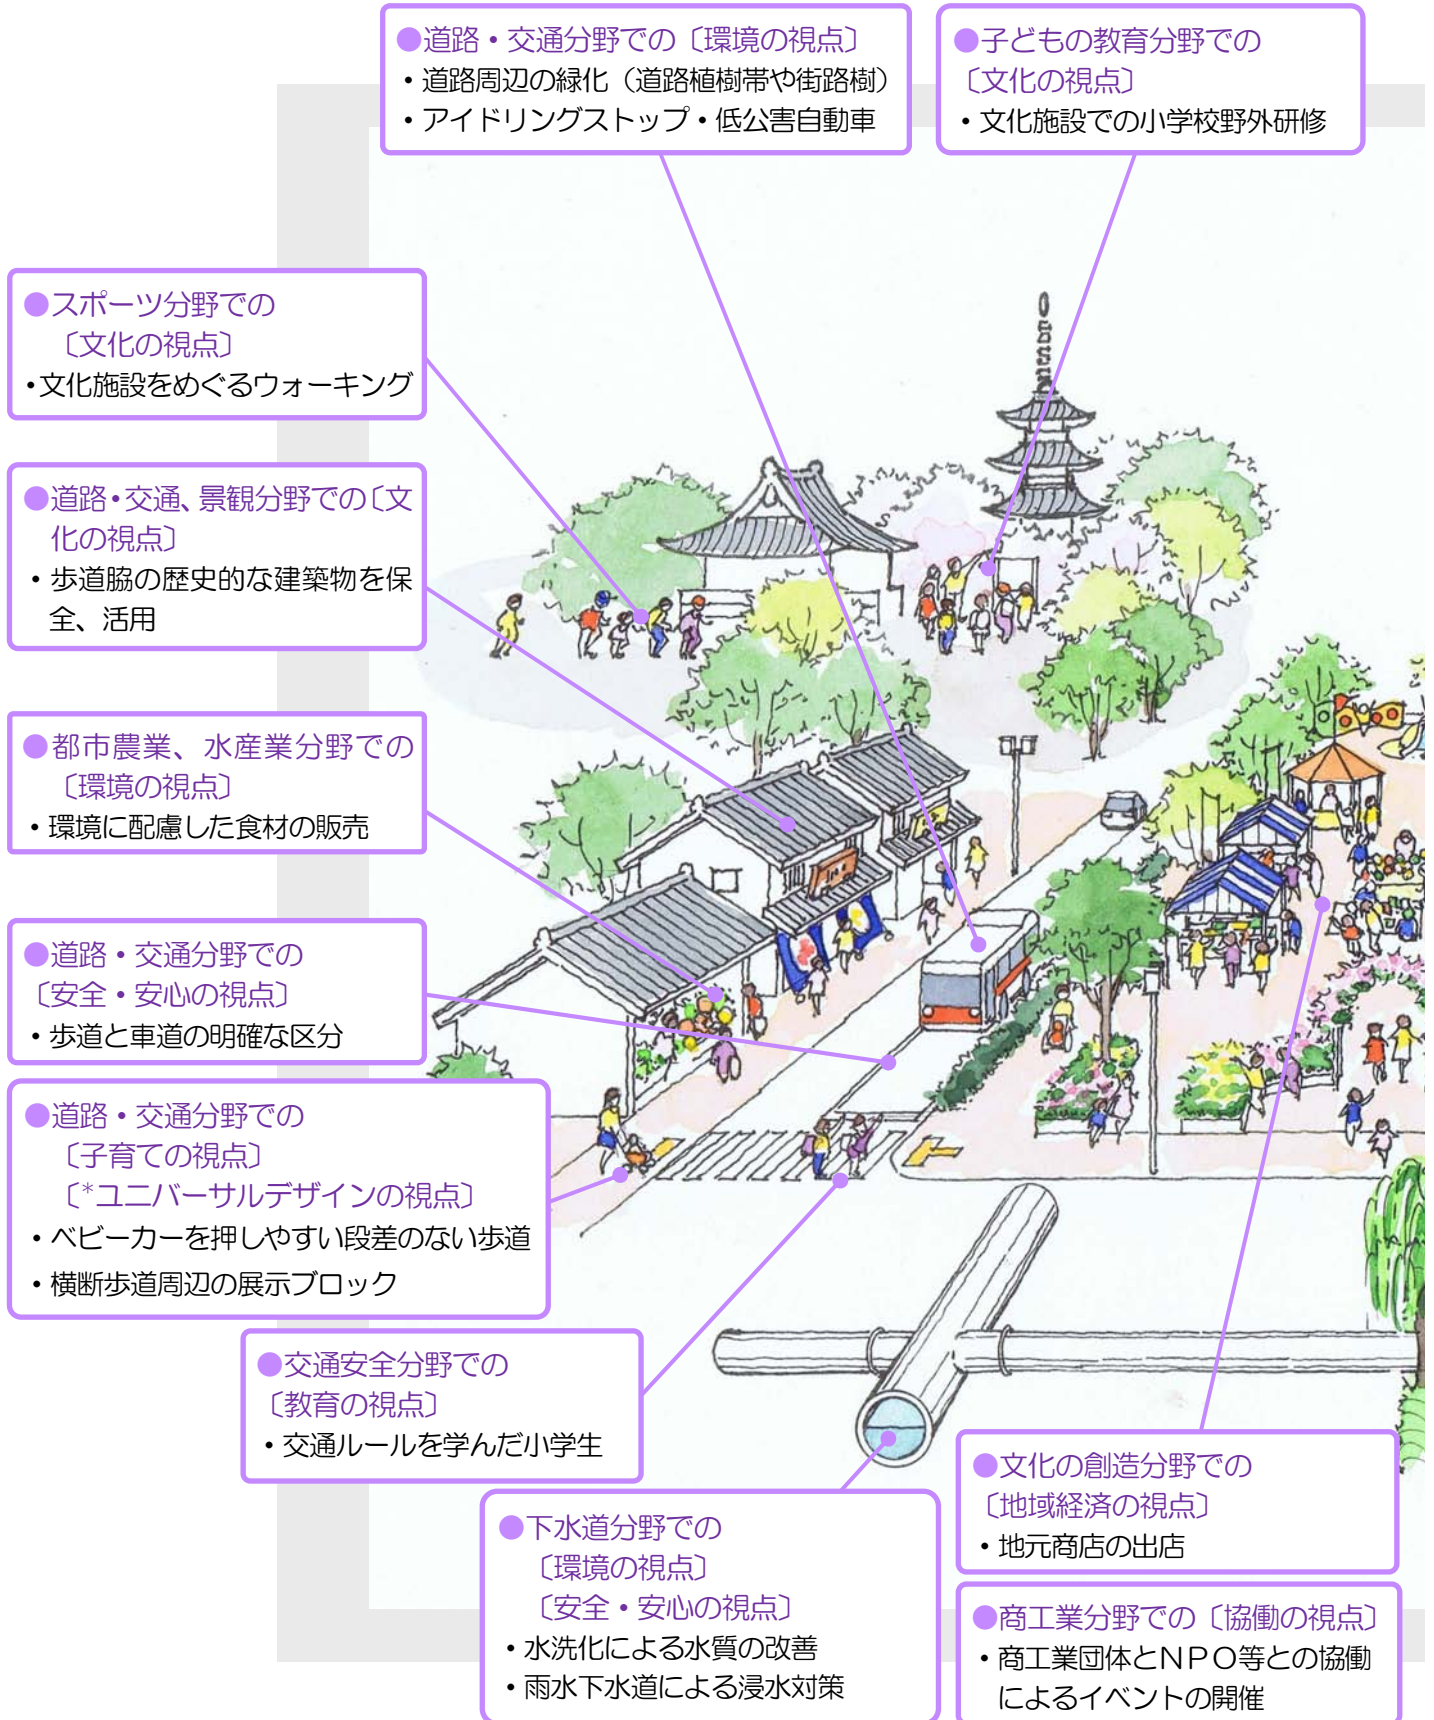 ●道路・交通分野での〔環境の視点〕
・道路周辺の緑化（道路植樹帯や街路樹）
・アイドリングストップ・低公害自動車
●子どもの教育分野での
〔文化の視点〕
・文化施設での小学校野外研修
●スポーツ分野での
〔文化の視点〕
・文化施設をめぐるウォーキング
●道路・交通、景観分野での〔文
化の視点〕
・歩道脇の歴史的な建築物を保
全、活用
●都市農業、水産業分野での
〔環境の視点〕
・環境に配慮した食材の販売
●道路・交通分野での
〔安全・安心の視点〕
・歩道と車道の明確な区分
●道路・交通分野での
〔子育ての視点〕
〔*ユニバーサルデザインの視点〕
・ベビーカーを押しやすい段差のない歩道
・横断歩道周辺の展示ブロック
●交通安全分野での
〔教育の視点〕
・交通ルールを学んだ小学生
●下水道分野での
〔環境の視点〕
〔安全・安心の視点〕
・水洗化による水質の改善
・雨水下水道による浸水対策
●文化の創造分野での
〔地域経済の視点〕
・地元商店の出店
●商工業分野での〔協働の視点〕
・商工業団体とＮＰＯ等との協働
によるイベントの開催